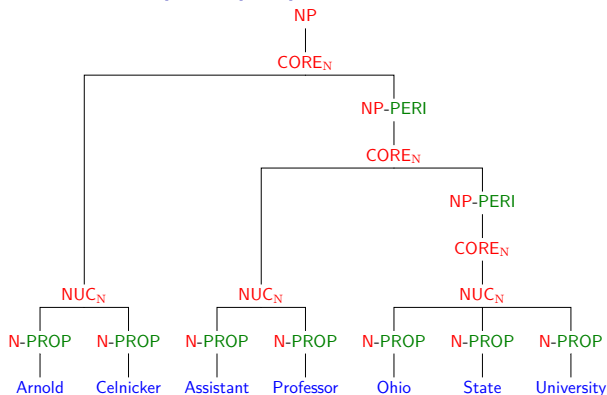 NP
CORE_N
NP-PERI
CORE_N
NP-PERI
CORE_N
NUC_N NUC_N NUC_N
N-PROP N-PROP N-PROP N-PROP N-PROP N-PROP N-PROP
Arnold Celnicker Assistant Professor Ohio State University